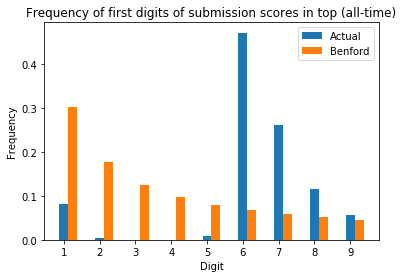 Frequency of first digits of submission scores in top (all-time)
Actual
Benford
0.4
0.3
0.2
0.1
0.0
Frequency
1 2 3 4 5 6 7 8 9
Digit